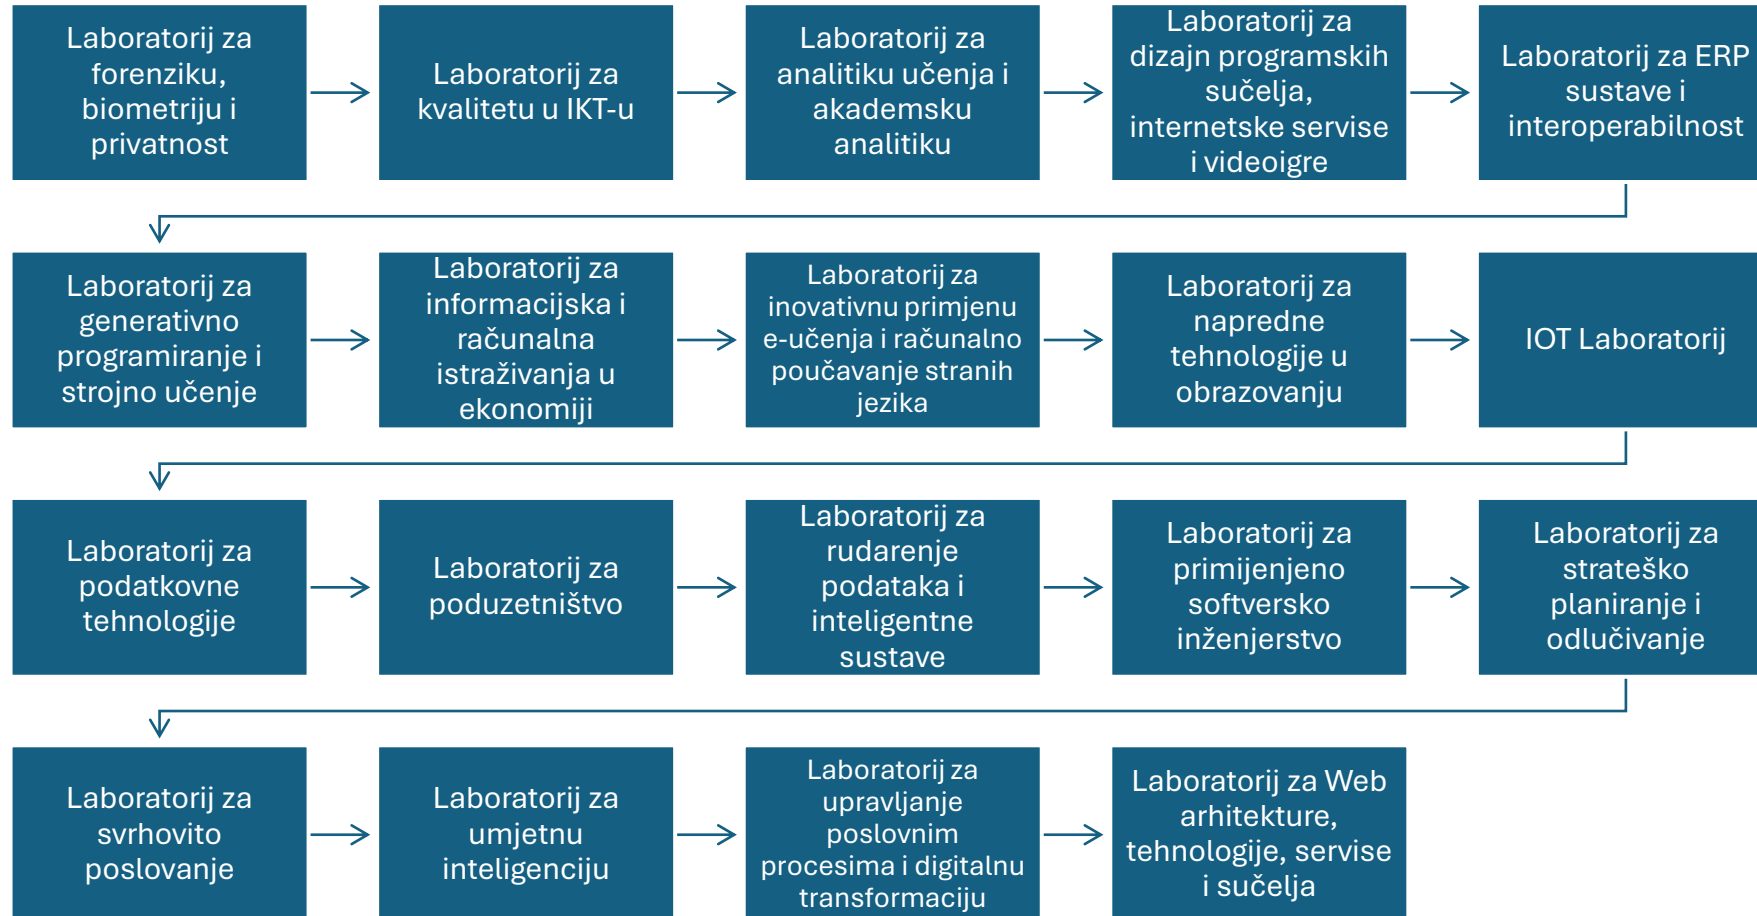 Laboratorij za
forenziku,
biometriju i
privatnost
Laboratorij za
kvalitetu u IKT-u
Laboratorij za
analitiku učenja i
akademsku
analitiku
Laboratorij za
dizajn programskih
sučelja,
internetske servise
i videoigre
Laboratorij za ERP
sustave i
interoperabilnost
Laboratorij za
generativno
programiranje i
strojno učenje
Laboratorij za
informacijska i
računalna
istraživanja u
ekonomiji
Laboratorij za
inovativnu primjenu
e-učenja i računalno
poučavanje stranih
jezika
Laboratorij za
napredne
tehnologije u
obrazovanju
IOT Laboratorij
Laboratorij za
podatkovne
tehnologije
Laboratorij za
poduzetništvo
Laboratorij za
rudarenje
podataka i
inteligentne
sustave
Laboratorij za
primijenjeno
softversko
inženjerstvo
Laboratorij za
strateško
planiranje i
odlučivanje
Laboratorij za
svrhovito
poslovanje
Laboratorij za
umjetnu
inteligenciju
Laboratorij za
upravljanje
poslovnim
procesima i digitalnu
transformaciju
Laboratorij za Web
arhitekture,
tehnologije, servise
i sučelja